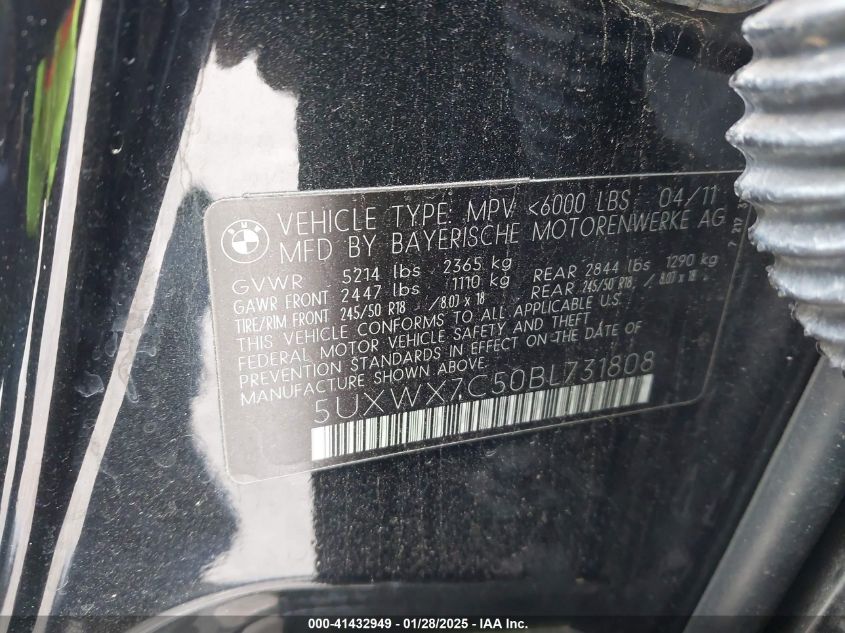 BMW
VEHICLE TYPE: MPV <6000 LBS 04/11
MFD BY BAYERISCHE MOTORENWERKE AG
GVWR 5214 lbs 2365 kg
GAWR FRONT 2447 lbs 1110 kg REAR 2844 lbs 1290 kg
TIRE/RIM FRONT 245/50 R18 /8.0J x 18 REAR 245/50 R18 / 8.0J x 18
THIS VEHICLE CONFORMS TO ALL APPLICABLE U.S.
FEDERAL MOTOR VEHICLE SAFETY AND THEFT
PREVENTION STANDARDS IN EFFECT ON THE DATE OF
MANUFACTURE SHOWN ABOVE.
5UXWX7C50BL731808
000-41432949 | 01/28/2025 - IAA Inc.